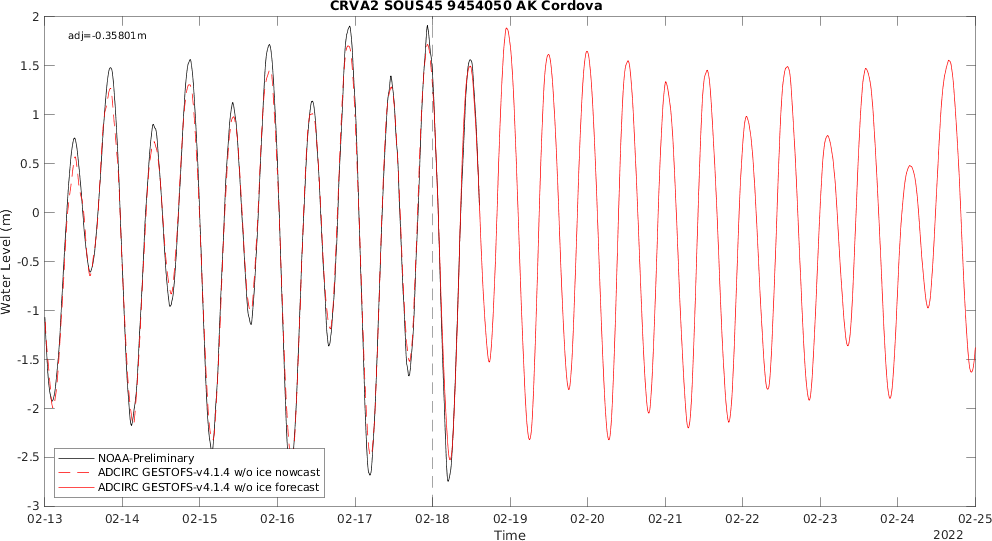 CRVA2 SOUS45 9454050 AK Cordova
adj=-0.35801m
2
1.5
1
0.5
0
-0.5
-1
-1.5
-2
-2.5
-3
Water Level (m)
NOAA-Preliminary
ADCIRC GESTOFS-v4.1.4 w/o ice nowcast
ADCIRC GESTOFS-v4.1.4 w/o ice forecast
02-13 02-14 02-15 02-16 02-17 02-18 02-19 02-20 02-21 02-22 02-23 02-24 02-25
Time
2022